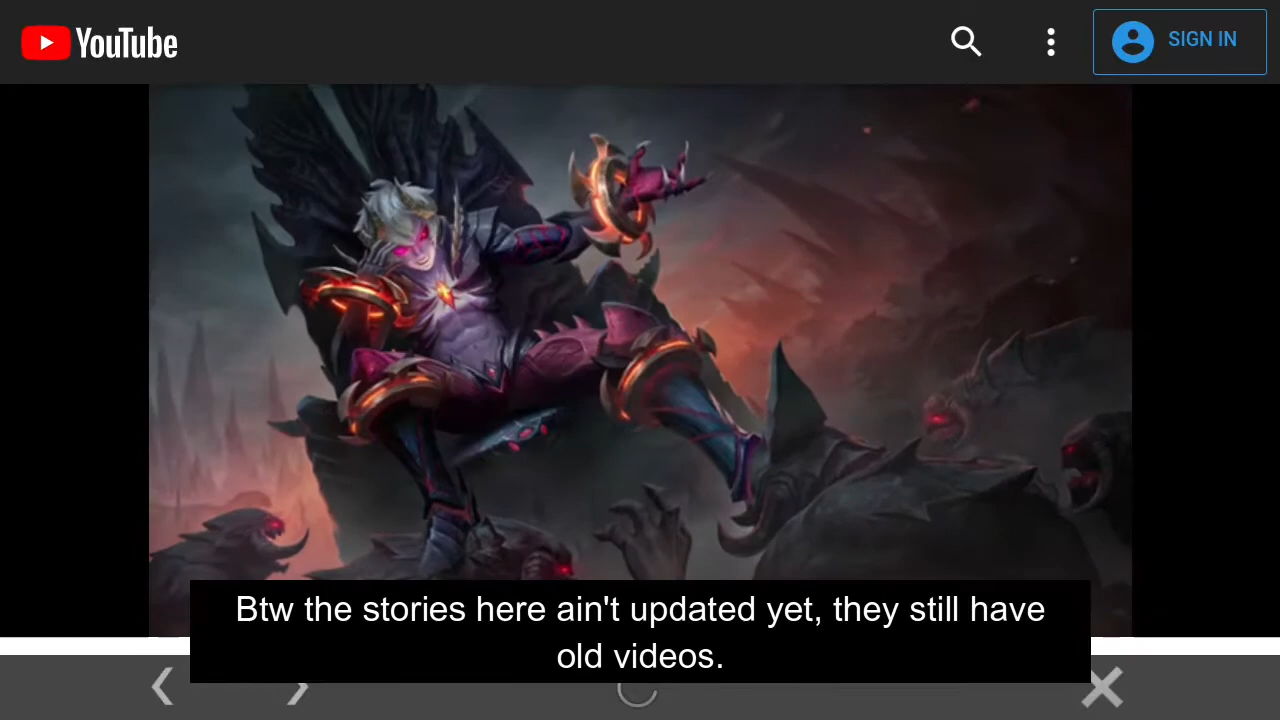 YouTube
SIGN IN
Btw the stories here ain't updated yet, they still have
old videos.